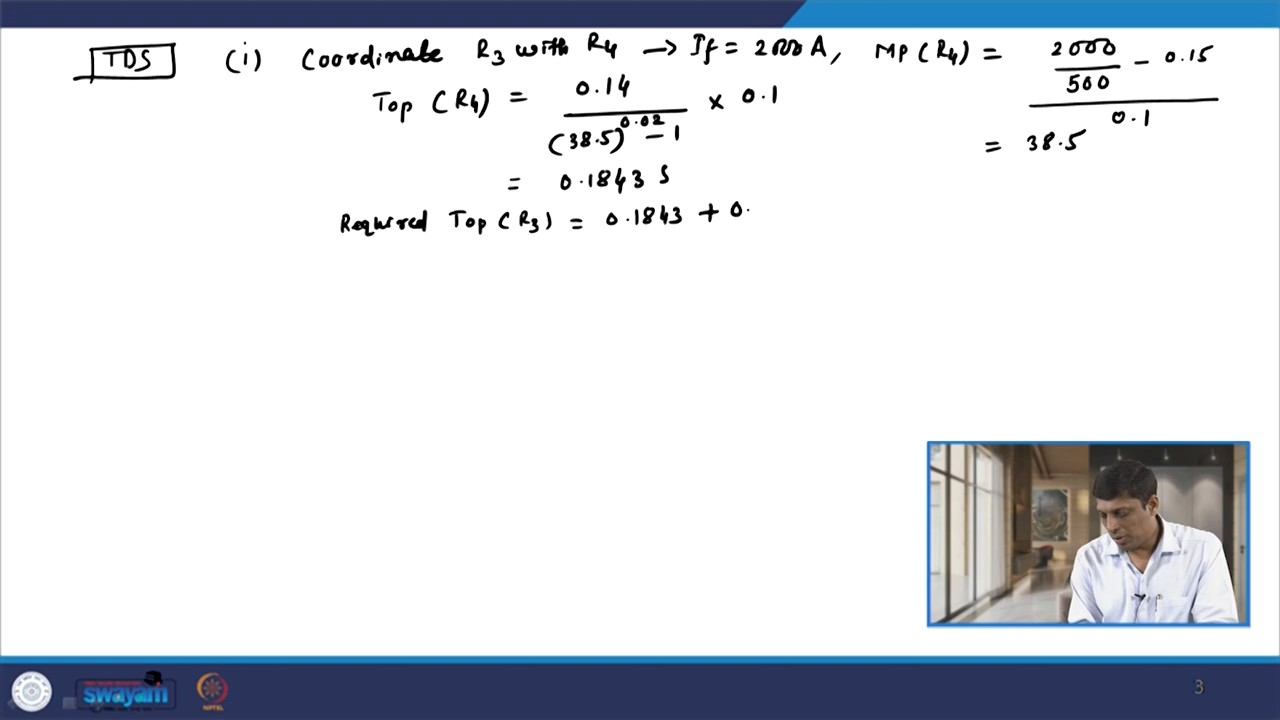 TDS (i) Coordinate R3 with R4 → If = 2000 A, MP (R4) = 2000/500 - 0.15 / 0.1
Top (R4) = 0.14 / (38.5)^0.02 - 1 × 0.1
= 38.5
= 0.1843 s
Required Top (R3) = 0.1843 + 0.
swayam
NPTEL
3